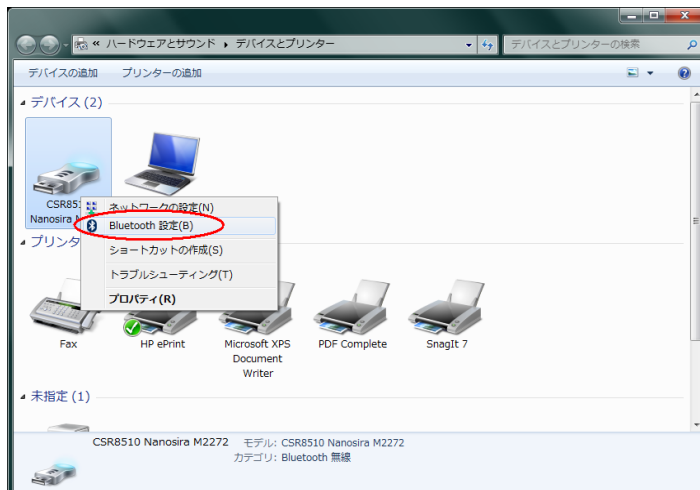 « ハードウェアとサウンド ▸ デバイスとプリンター
デバイスとプリンターの検索
デバイスの追加 プリンターの追加
デバイス (2)
CSR851
Nanosira M
ネットワークの設定(N)
Bluetooth 設定(B)
ショートカットの作成(S)
トラブルシューティング(T)
プロパティ(R)
プリンタ
Fax
HP ePrint
Microsoft XPS
Document
Writer
PDF Complete
SnagIt 7
未指定 (1)
CSR8510 Nanosira M2272 モデル: CSR8510 Nanosira M2272
カテゴリ: Bluetooth 無線